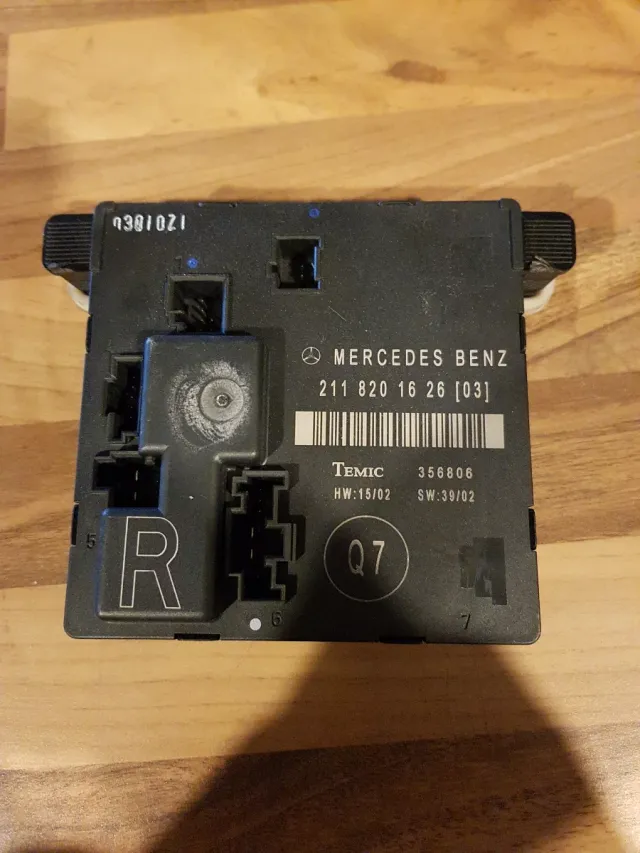 MERCEDES BENZ
211 820 16 26 [03]
TEMIC 356806
HW:15/02 SW:39/02
Q7
R
5
6
7